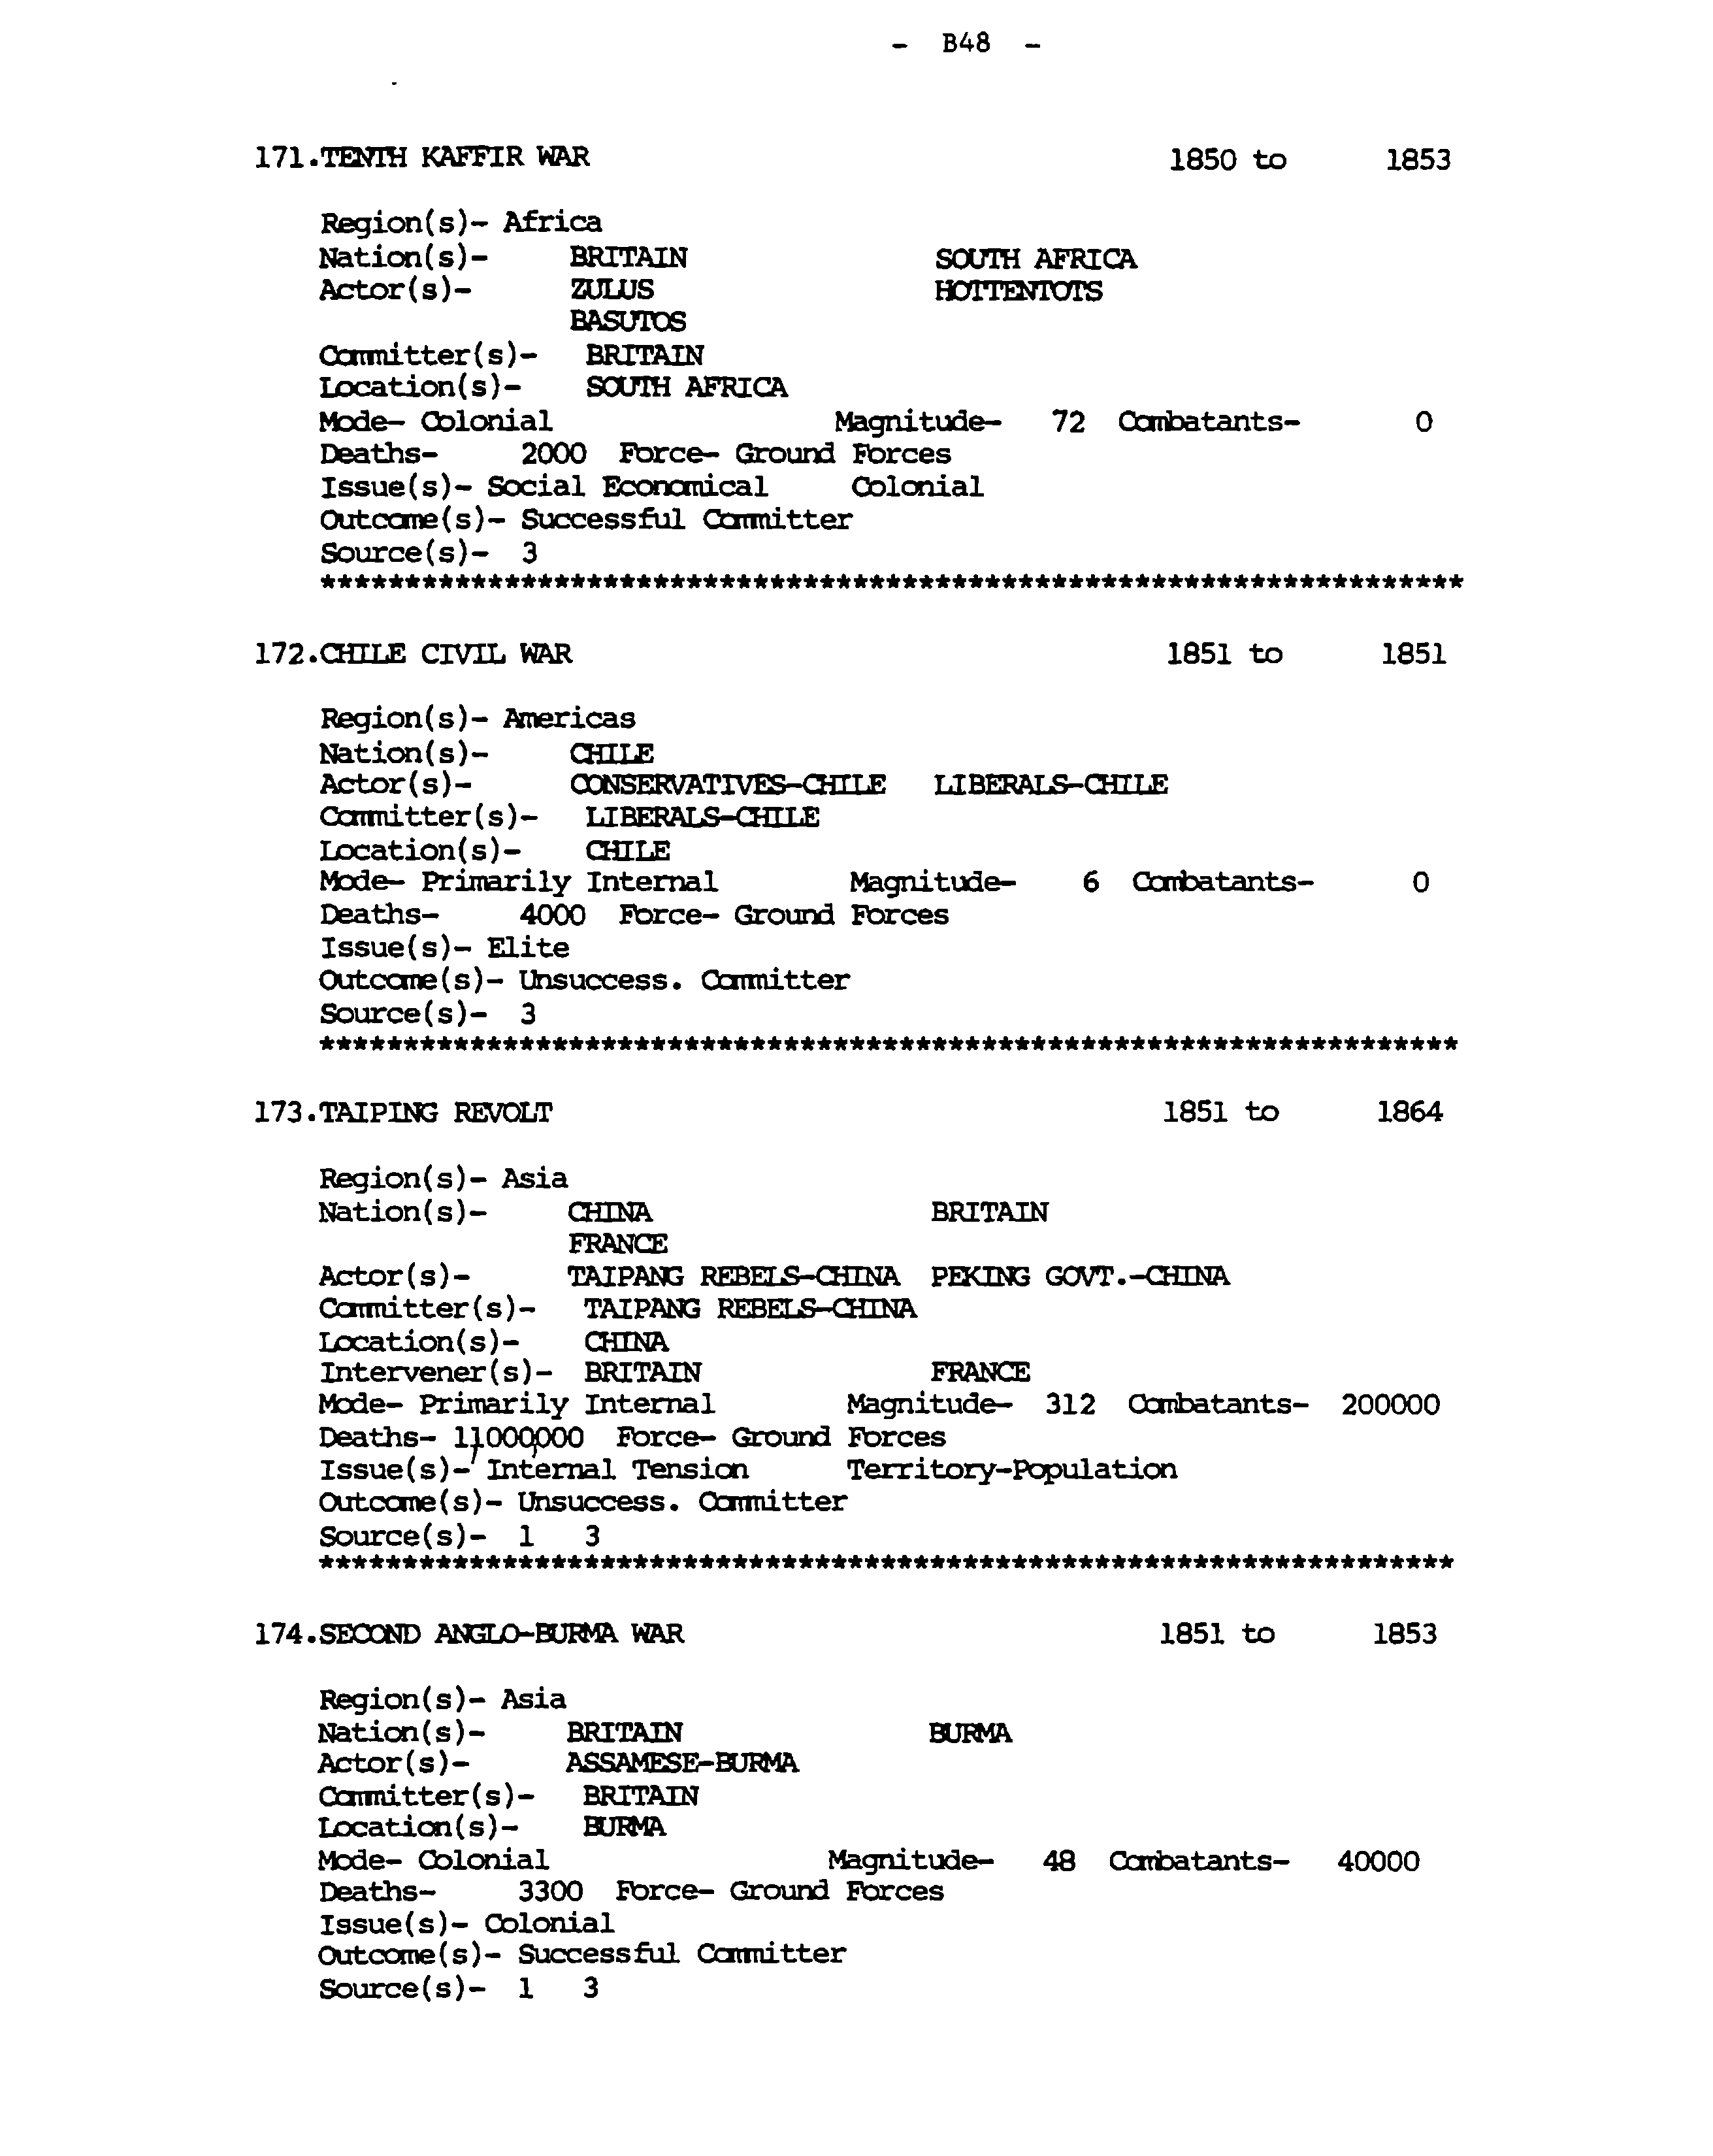 - B48 -
171.TENTH KAFFIR WAR 1850 to 1853
Region(s)- Africa
Nation(s)- BRITAIN SOUTH AFRICA
Actor(s)- ZULUS HOTTENTOTS
BASUTOS
Committer(s)- BRITAIN
Location(s)- SOUTH AFRICA
Mode- Colonial Magnitude- 72 Combatants- 0
Deaths- 2000 Force- Ground Forces
Issue(s)- Social Economical Colonial
Outcome(s)- Successful Committer
Source(s)- 3
*********************************************************************
172.CHILE CIVIL WAR 1851 to 1851
Region(s)- Americas
Nation(s)- CHILE
Actor(s)- CONSERVATIVES-CHILE LIBERALS-CHILE
Committer(s)- LIBERALS-CHILE
Location(s)- CHILE
Mode- Primarily Internal Magnitude- 6 Combatants- 0
Deaths- 4000 Force- Ground Forces
Issue(s)- Elite
Outcome(s)- Unsuccess. Committer
Source(s)- 3
*********************************************************************
173.TAIPING REVOLT 1851 to 1864
Region(s)- Asia
Nation(s)- CHINA BRITAIN
FRANCE
Actor(s)- TAIPANG REBELS-CHINA PEKING GOVT.-CHINA
Committer(s)- TAIPANG REBELS-CHINA
Location(s)- CHINA
Intervener(s)- BRITAIN FRANCE
Mode- Primarily Internal Magnitude- 312 Combatants- 200000
Deaths- 11,000,000 Force- Ground Forces
Issue(s)- Internal Tension Territory-Population
Outcome(s)- Unsuccess. Committer
Source(s)- 1 3
*********************************************************************
174.SECOND ANGLO-BURMA WAR 1851 to 1853
Region(s)- Asia
Nation(s)- BRITAIN BURMA
Actor(s)- ASSAMESE-BURMA
Committer(s)- BRITAIN
Location(s)- BURMA
Mode- Colonial Magnitude- 48 Combatants- 40000
Deaths- 3300 Force- Ground Forces
Issue(s)- Colonial
Outcome(s)- Successful Committer
Source(s)- 1 3